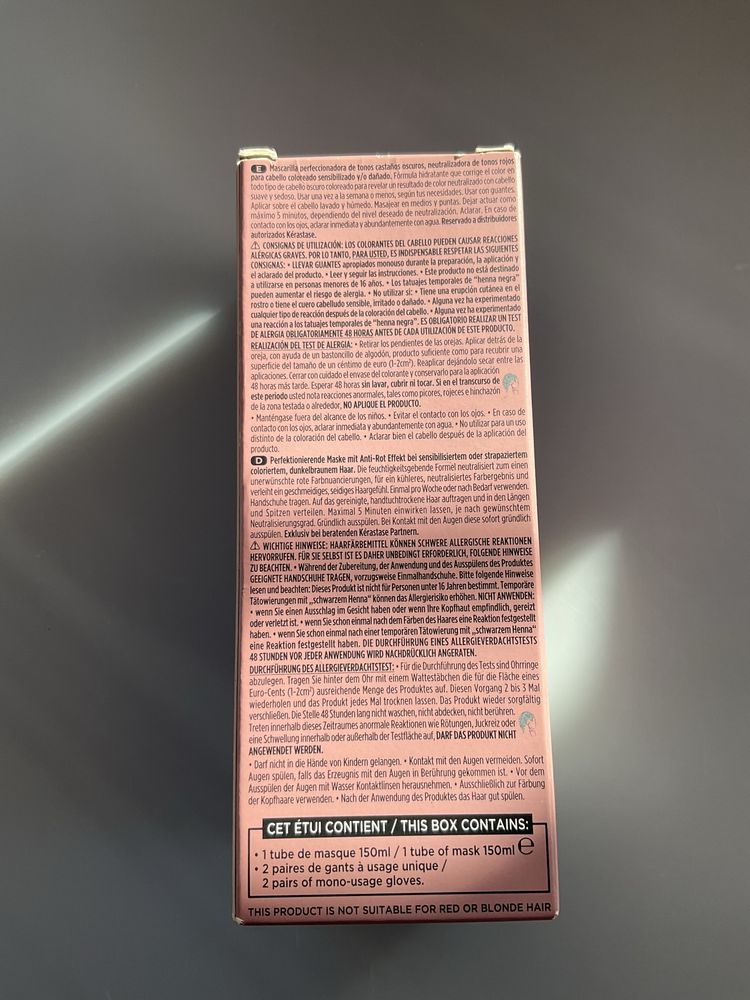 E Mascarilla perfeccionadora de tonos castaños oscuros, neutralizadora de tonos rojos
para cabello coloreado sensibilizado y/o dañado. Fórmula hidratante que corrige el color en
todo tipo de cabello oscuro coloreado para revelar un resultado de color neutralizado con cabello
suave y sedoso. Usar una vez a la semana o menos, según tus necesidades. Usar con guantes.
Aplicar sobre el cabello lavado y húmedo. Masajear en medios y puntas. Dejar actuar como
máximo 5 minutos, dependiendo del nivel deseado de neutralización. Aclarar. En caso de
contacto con los ojos, aclarar inmediata y abundantemente con agua. Reservado a distribuidores
autorizados Kérastase.
⚠ CONSIGNAS DE UTILIZACIÓN: LOS COLORANTES DEL CABELLO PUEDEN CAUSAR REACCIONES
ALÉRGICAS GRAVES. POR LO TANTO, PARA USTED, ES INDISPENSABLE RESPETAR LAS SIGUIENTES
CONSIGNAS: • LLEVAR GUANTES apropiados monouso durante la preparación, la aplicación y
el aclarado del producto. • Leer y seguir las instrucciones. • Este producto no está destinado
a utilizarse en personas menores de 16 años. • Los tatuajes temporales de "henna negra"
pueden aumentar el riesgo de alergia. • No utilizar si: • Tiene una erupción cutánea en el
rostro o tiene el cuero cabelludo sensible, irritado o dañado. • Alguna vez ha experimentado
cualquier tipo de reacción después de la coloración del cabello. • Alguna vez ha experimentado
una reacción a los tatuajes temporales de "henna negra". ES OBLIGATORIO REALIZAR UN TEST
DE ALERGIA OBLIGATORIAMENTE 48 HORAS ANTES DE CADA UTILIZACIÓN DE ESTE PRODUCTO.
REALIZACIÓN DEL TEST DE ALERGIA: • Retirar los pendientes de las orejas. Aplicar detrás de la
oreja, con ayuda de un bastoncillo de algodón, producto suficiente como para recubrir una
superficie del tamaño de un céntimo de euro (1-2cm²). Reaplicar dejándolo secar entre las
aplicaciones. Cerrar con cuidado el envase del colorante y conservarlo para la aplicación
48 horas más tarde. Esperar 48 horas sin lavar, cubrir ni tocar. Si en el transcurso de
este periodo usted nota reacciones anormales, tales como picores, rojeces e hinchazón
de la zona testada o alrededor, NO APLIQUE EL PRODUCTO.
• Manténgase fuera del alcance de los niños. • Evitar el contacto con los ojos. • En caso de
contacto con los ojos, aclarar inmediata y abundantemente con agua. • No utilizar para un uso
distinto de la coloración del cabello. • Aclarar bien el cabello después de la aplicación del
producto.
D Perfektionierende Maske mit Anti-Rot Effekt bei sensibilisiertem oder strapaziertem
coloriertem, dunkelbraunem Haar. Die feuchtigkeitsgebende Formel neutralisiert zum einen
unerwünschte rote Farbnuancierungen, für ein kühleres, neutralisiertes Farbergebnis und
verleiht ein geschmeidiges, seidiges Haargefühl. Einmal pro Woche oder nach Bedarf verwenden.
Handschuhe tragen. Auf das gereinigte, handtuchtrockene Haar auftragen und in den Längen
und Spitzen verteilen. Maximal 5 Minuten einwirken lassen, je nach gewünschtem
Neutralisierungsgrad. Gründlich ausspülen. Bei Kontakt mit den Augen diese sofort gründlich
ausspülen. Exklusiv bei beratenden Kérastase Partnern.
⚠ WICHTIGE HINWEISE: HAARFÄRBEMITTEL KÖNNEN SCHWERE ALLERGISCHE REAKTIONEN
HERVORRUFEN. FÜR SIE SELBST IST ES DAHER UNBEDINGT ERFORDERLICH, FOLGENDE HINWEISE
ZU BEACHTEN. • Während der Zubereitung, der Anwendung und des Ausspülens des Produktes
GEEIGNETE HANDSCHUHE TRAGEN, vorzugsweise Einmalhandschuhe. Bitte folgende Hinweise
lesen und beachten: Dieses Produkt ist nicht für Personen unter 16 Jahren bestimmt. Temporäre
Tätowierungen mit „schwarzem Henna" können das Allergierisiko erhöhen. NICHT ANWENDEN:
• wenn Sie einen Ausschlag im Gesicht haben oder wenn Ihre Kopfhaut empfindlich, gereizt
oder verletzt ist. • wenn Sie schon einmal nach dem Färben des Haares eine Reaktion festgestellt
haben. • wenn Sie schon einmal nach einer temporären Tätowierung mit „schwarzem Henna"
eine Reaktion festgestellt haben. DIE DURCHFÜHRUNG EINES ALLERGIEVERDACHTSTESTS
48 STUNDEN VOR JEDER ANWENDUNG WIRD NACHDRÜCKLICH ANGERATEN.
DURCHFÜHRUNG DES ALLERGIEVERDACHTSTEST: • Für die Durchführung des Tests sind Ohrringe
abzulegen. Tragen Sie hinter dem Ohr mit einem Wattestäbchen die für die Fläche eines
Euro-Cents (1-2cm²) ausreichende Menge des Produktes auf. Diesen Vorgang 2 bis 3 Mal
wiederholen und das Produkt jedes Mal trocknen lassen. Das Produkt wieder sorgfältig
verschließen. Die Stelle 48 Stunden lang nicht waschen, nicht abdecken, nicht berühren.
Treten innerhalb dieses Zeitraumes anormale Reaktionen wie Rötungen, Juckreiz oder
eine Schwellung innerhalb oder außerhalb der Testfläche auf, DARF DAS PRODUKT NICHT
ANGEWENDET WERDEN.
• Darf nicht in die Hände von Kindern gelangen. • Kontakt mit den Augen vermeiden. Sofort
Augen spülen, falls das Erzeugnis mit den Augen in Berührung gekommen ist. • Vor dem
Ausspülen der Augen mit Wasser Kontaktlinsen herausnehmen. • Ausschließlich zur Färbung
der Kopfhaare verwenden. • Nach der Anwendung des Produktes das Haar gut spülen.
CET ÉTUI CONTIENT / THIS BOX CONTAINS:
• 1 tube de masque 150ml / 1 tube of mask 150ml ℮
• 2 paires de gants à usage unique /
2 pairs of mono-usage gloves.
THIS PRODUCT IS NOT SUITABLE FOR RED OR BLONDE HAIR